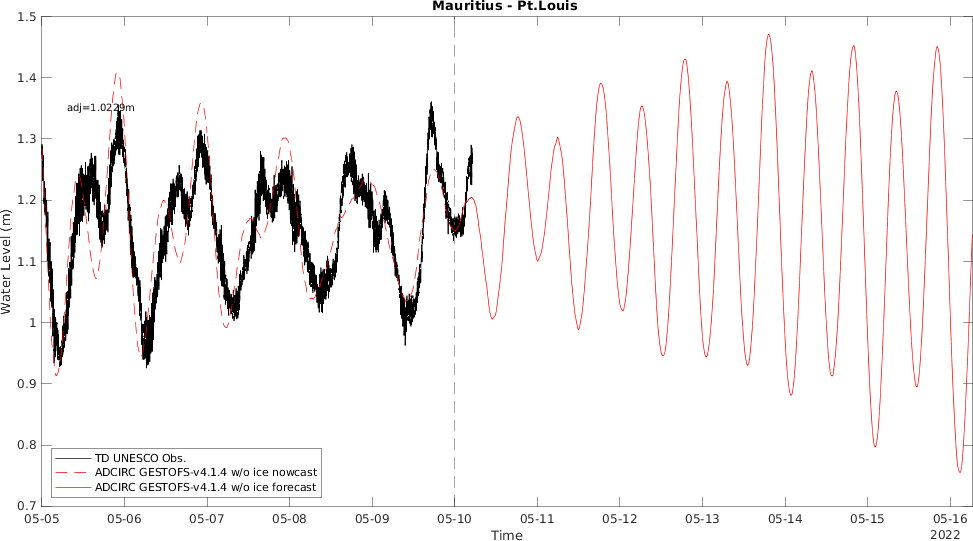 Mauritius - Pt.Louis
1.5
1.4
adj=1.0229m
1.3
1.2
1.1
1
0.9
0.8
0.7
Water Level (m)
TD UNESCO Obs.
ADCIRC GESTOFS-v4.1.4 w/o ice nowcast
ADCIRC GESTOFS-v4.1.4 w/o ice forecast
05-05 05-06 05-07 05-08 05-09 05-10 05-11 05-12 05-13 05-14 05-15 05-16
Time
2022